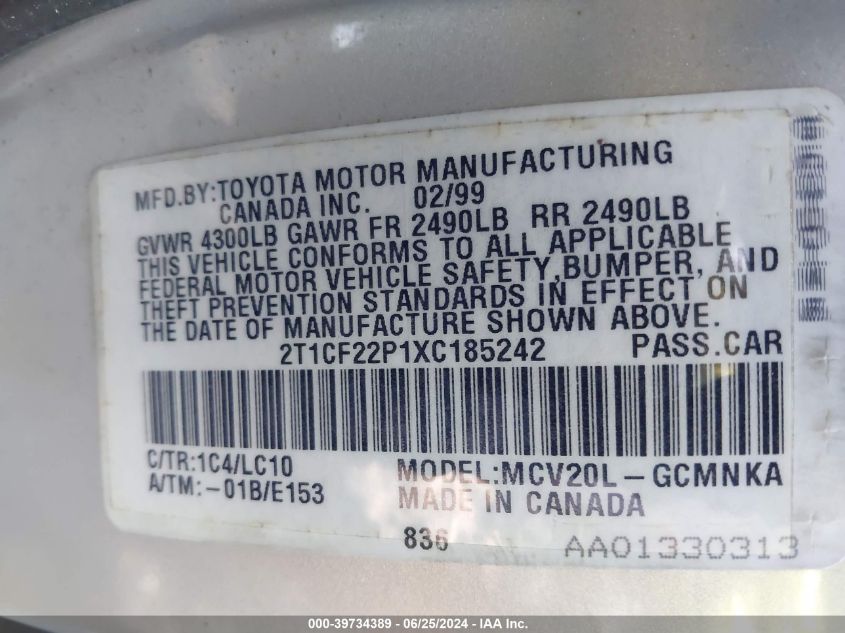 MFD.BY:TOYOTA MOTOR MANUFACTURING
CANADA INC. 02/99
GVWR 4300LB GAWR FR 2490LB RR 2490LB
THIS VEHICLE CONFORMS TO ALL APPLICABLE
FEDERAL MOTOR VEHICLE SAFETY,BUMPER, AND
THEFT PREVENTION STANDARDS IN EFFECT ON
THE DATE OF MANUFACTURE SHOWN ABOVE.
2T1CF22P1XC185242 PASS.CAR
C/TR:1C4/LC10 MODEL:MCV20L-GCMNKA
A/TM:-01B/E153 MADE IN CANADA
836 AA01330313
000-39734389 - 06/25/2024 - IAA Inc.